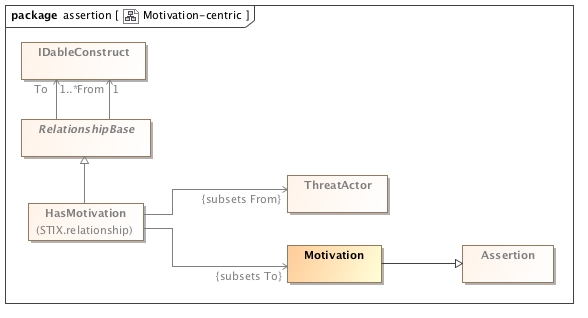 package assertion [ Motivation-centric ]
IDableConstruct
To 1..* From 1
RelationshipBase
HasMotivation
(STIX.relationship)
ThreatActor
{subsets From}
Motivation
{subsets To}
Assertion